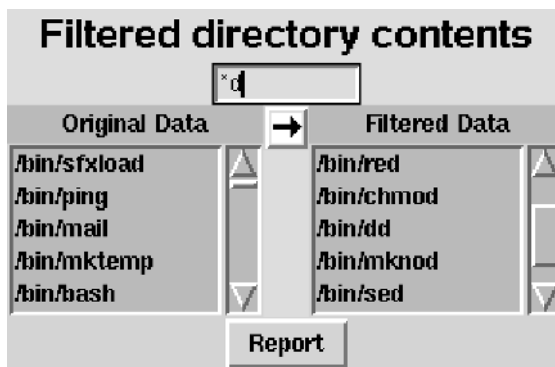 Filtered directory contents
*d
Original Data
Filtered Data
/bin/sfxload
/bin/ping
/bin/mail
/bin/mktemp
/bin/bash
/bin/red
/bin/chmod
/bin/dd
/bin/mknod
/bin/sed
Report